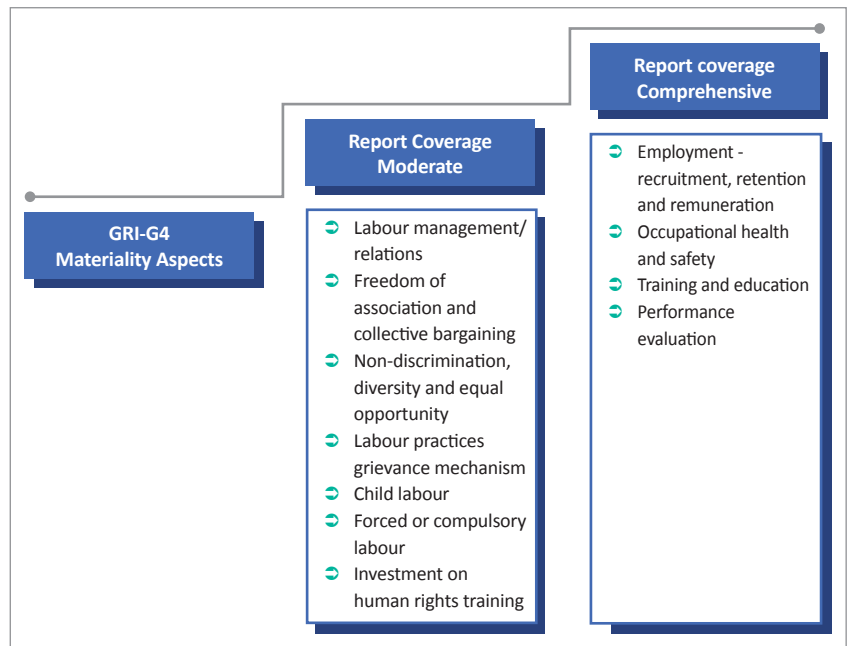 GRI-G4
Materiality Aspects
Report Coverage
Moderate
Labour management/
relations
Freedom of
association and
collective bargaining
Non-discrimination,
diversity and equal
opportunity
Labour practices
grievance mechanism
Child labour
Forced or compulsory
labour
Investment on
human rights training
Report coverage
Comprehensive
Employment -
recruitment, retention
and remuneration
Occupational health
and safety
Training and education
Performance
evaluation